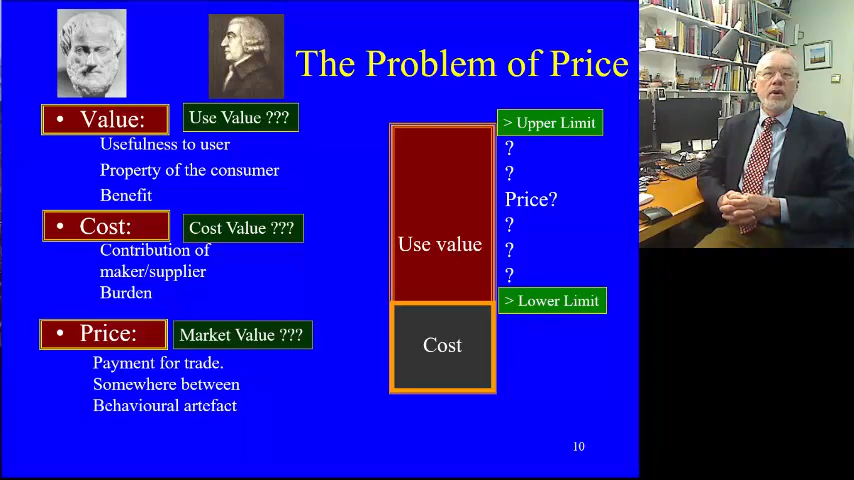 The Problem of Price
• Value:
Use Value ???
Usefulness to user
Property of the consumer
Benefit
• Cost:
Cost Value ???
Contribution of
maker/supplier
Burden
• Price:
Market Value ???
Payment for trade.
Somewhere between
Behavioural artefact
> Upper Limit
?
?
Price?
?
?
?
> Lower Limit
Use value
Cost
10